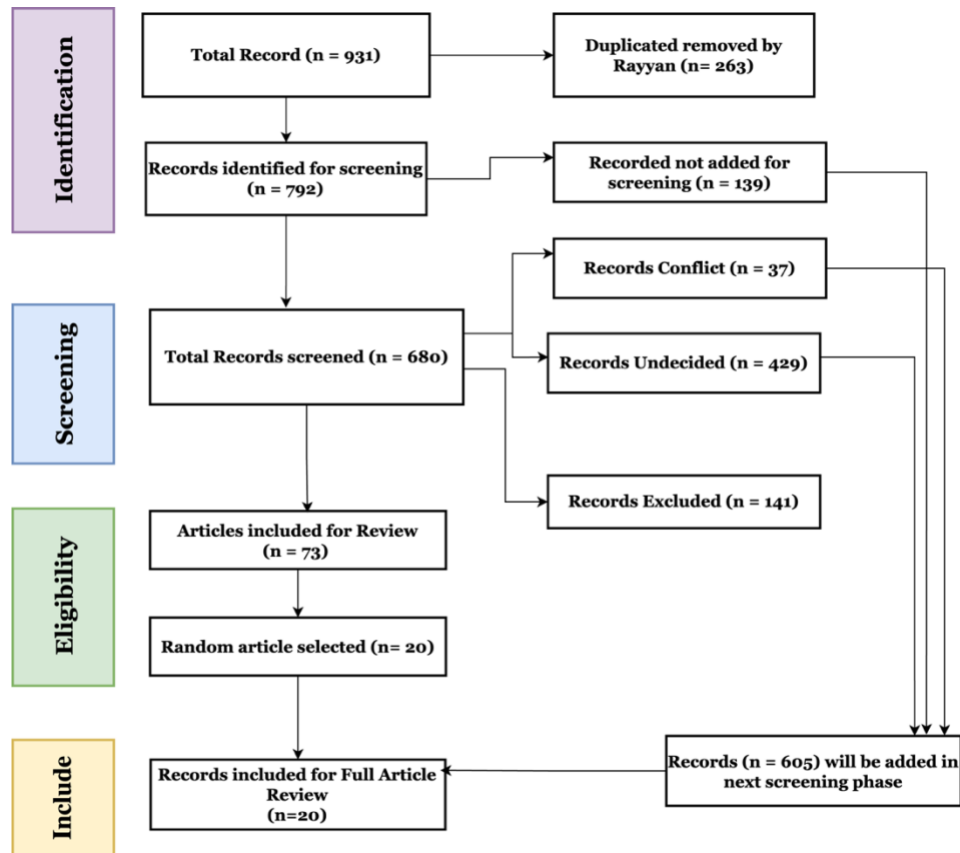 Identification
Total Record (n = 931)
Duplicated removed by
Rayyan (n= 263)
Records identified for screening
(n = 792)
Recorded not added for
screening (n = 139)
Screening
Records Conflict (n = 37)
Total Records screened (n = 680)
Records Undecided (n = 429)
Records Excluded (n = 141)
Eligibility
Articles included for Review
(n = 73)
Random article selected (n= 20)
Include
Records included for Full Article
Review
(n=20)
Records (n = 605) will be added in
next screening phase